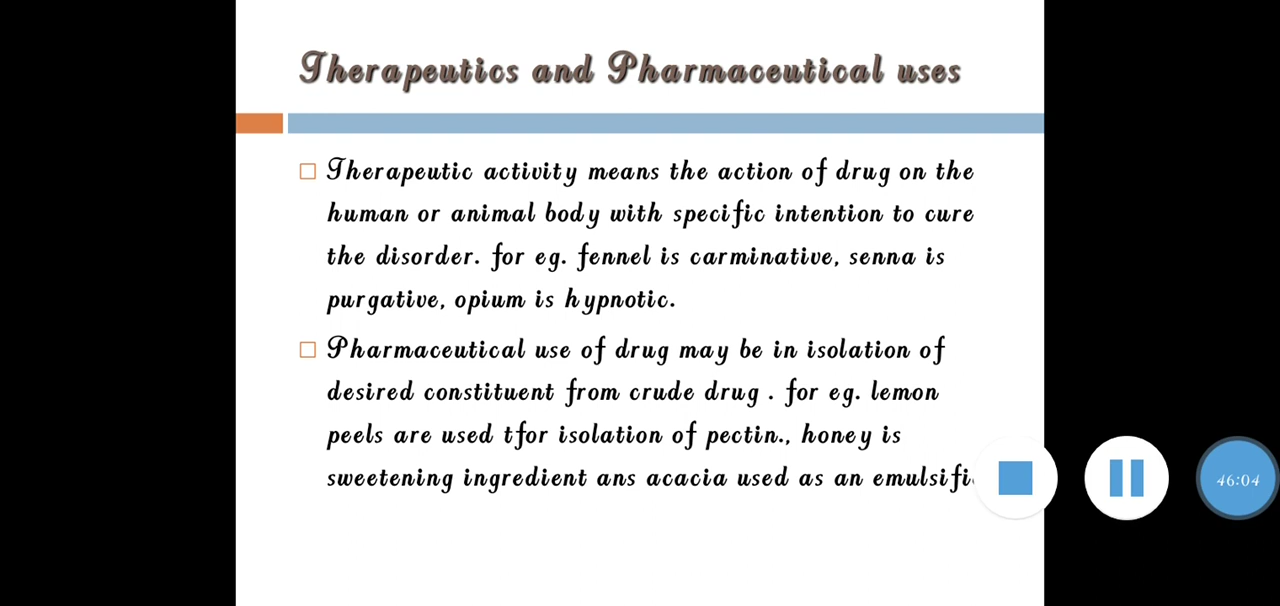 Therapeutics and Pharmaceutical uses
Therapeutic activity means the action of drug on the
human or animal body with specific intention to cure
the disorder. for eg. fennel is carminative, senna is
purgative, opium is hypnotic.
Pharmaceutical use of drug may be in isolation of
desired constituent from crude drug . for eg. lemon
peels are used tfor isolation of pectin., honey is
sweetening ingredient ans acacia used as an
46:04